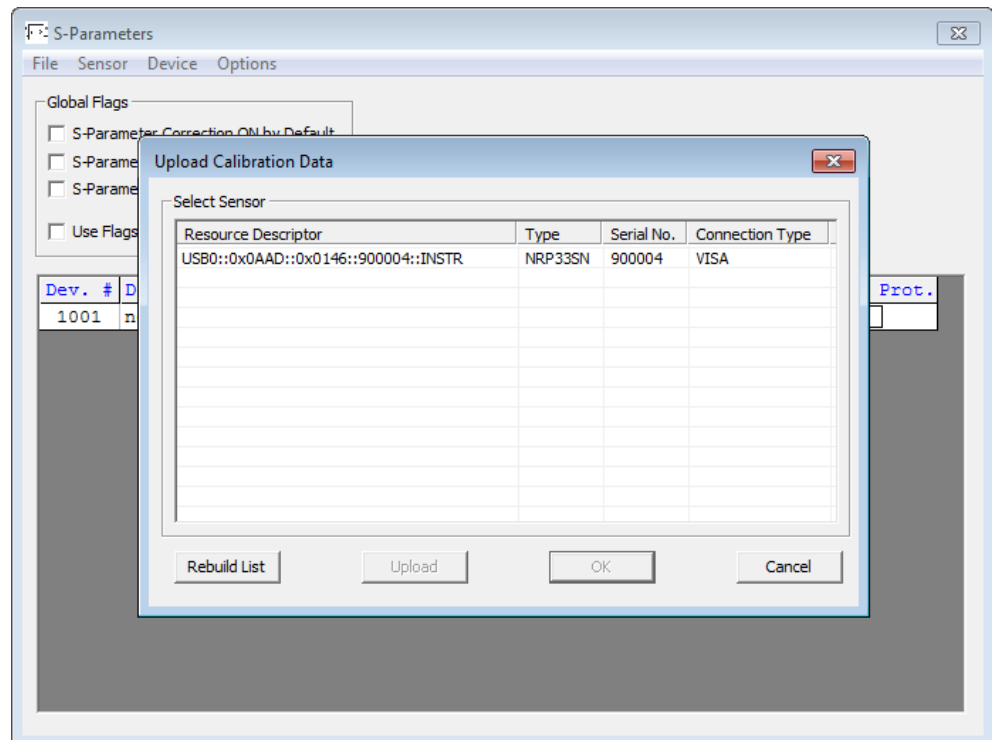 S-Parameters
File Sensor Device Options
Global Flags
S-Parameter Correction ON by Default
S-Parame
S-Parame
Use Flags
Upload Calibration Data
Select Sensor
Resource Descriptor Type Serial No. Connection Type
USB0::0x0AAD::0x0146::900004::INSTR NRP33SN 900004 VISA
Dev. # D Prot.
1001 n
Rebuild List Upload OK Cancel